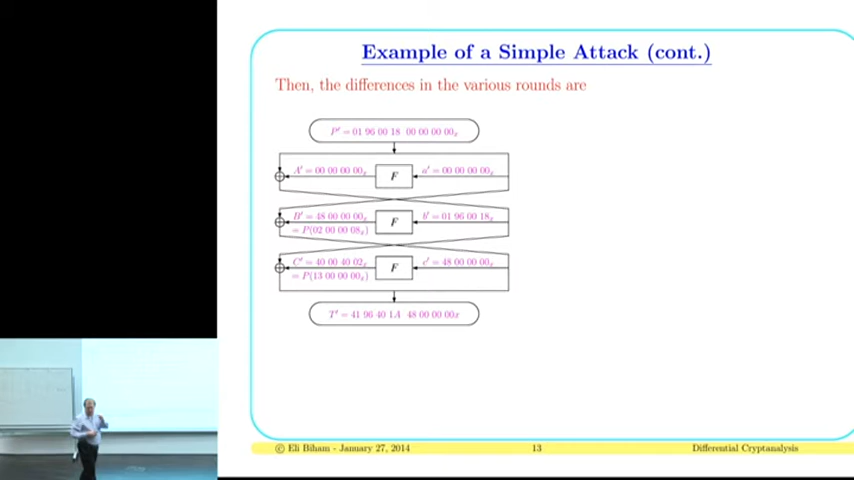 Example of a Simple Attack (cont.)
Then, the differences in the various rounds are
P′ = 01 96 00 18 00 00 00 00ₓ
A′ = 00 00 00 00ₓ F a′ = 00 00 00 00ₓ
B′ = 48 00 00 00ₓ F b′ = 01 96 00 18ₓ
= P(02 00 00 08ₓ)
C′ = 40 00 40 02ₓ F c′ = 48 00 00 00ₓ
= P(13 00 00 00ₓ)
T′ = 41 96 40 1A 48 00 00 00x
© Eli Biham - January 27, 2014 13 Differential Cryptanalysis